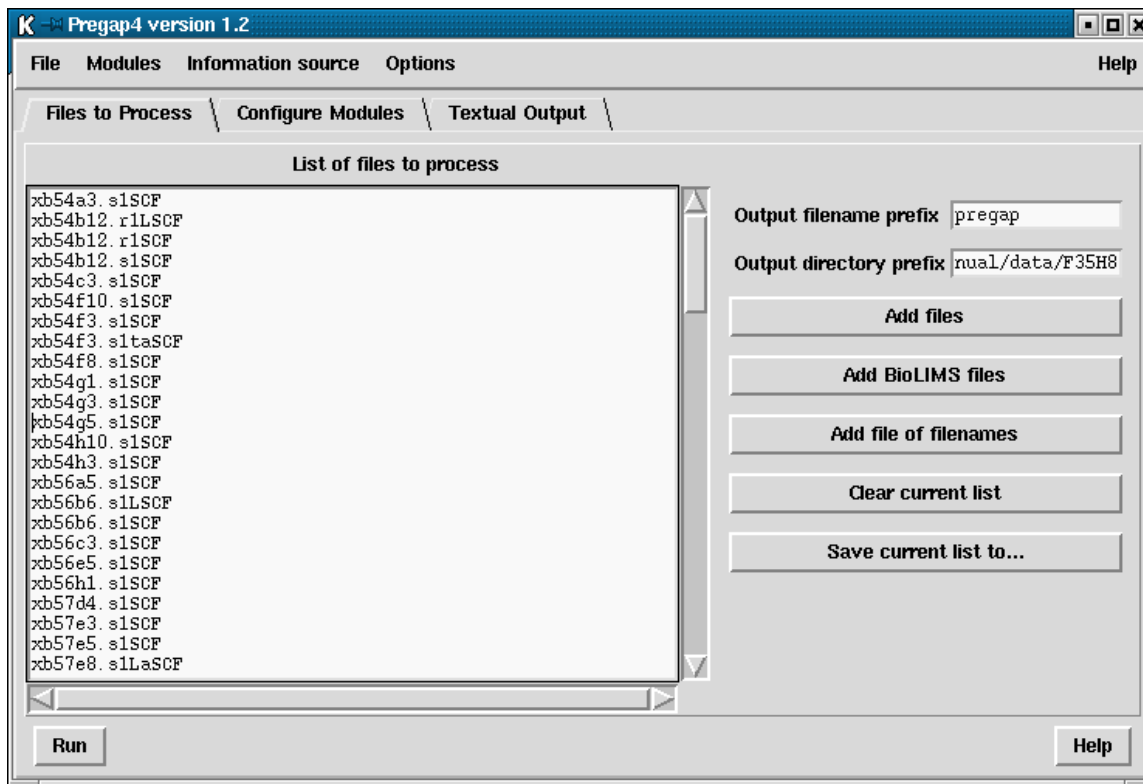 Pregap4 version 1.2
File Modules Information source Options Help
Files to Process Configure Modules Textual Output
List of files to process
xb54a3.s1SCF
xb54b12.r1LSCF
xb54b12.r1SCF
xb54b12.s1SCF
xb54c3.s1SCF
xb54f10.s1SCF
xb54f3.s1SCF
xb54f3.s1taSCF
xb54f8.s1SCF
xb54g1.s1SCF
xb54g3.s1SCF
xb54g5.s1SCF
xb54h10.s1SCF
xb54h3.s1SCF
xb56a5.s1SCF
xb56b6.s1LSCF
xb56b6.s1SCF
xb56c3.s1SCF
xb56e5.s1SCF
xb56h1.s1SCF
xb57d4.s1SCF
xb57e3.s1SCF
xb57e5.s1SCF
xb57e8.s1LaSCF
Output filename prefix pregap
Output directory prefix nual/data/F35H8
Add files
Add BioLIMS files
Add file of filenames
Clear current list
Save current list to...
Run Help